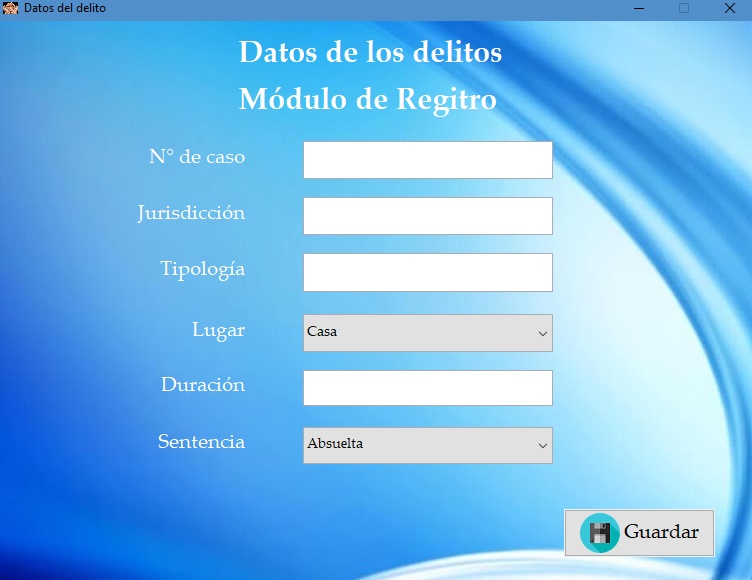 Datos del delito
Datos de los delitos
Módulo de Regitro
N° de caso
Jurisdicción
Tipología
Lugar
Casa
Duración
Sentencia
Absuelta
Guardar